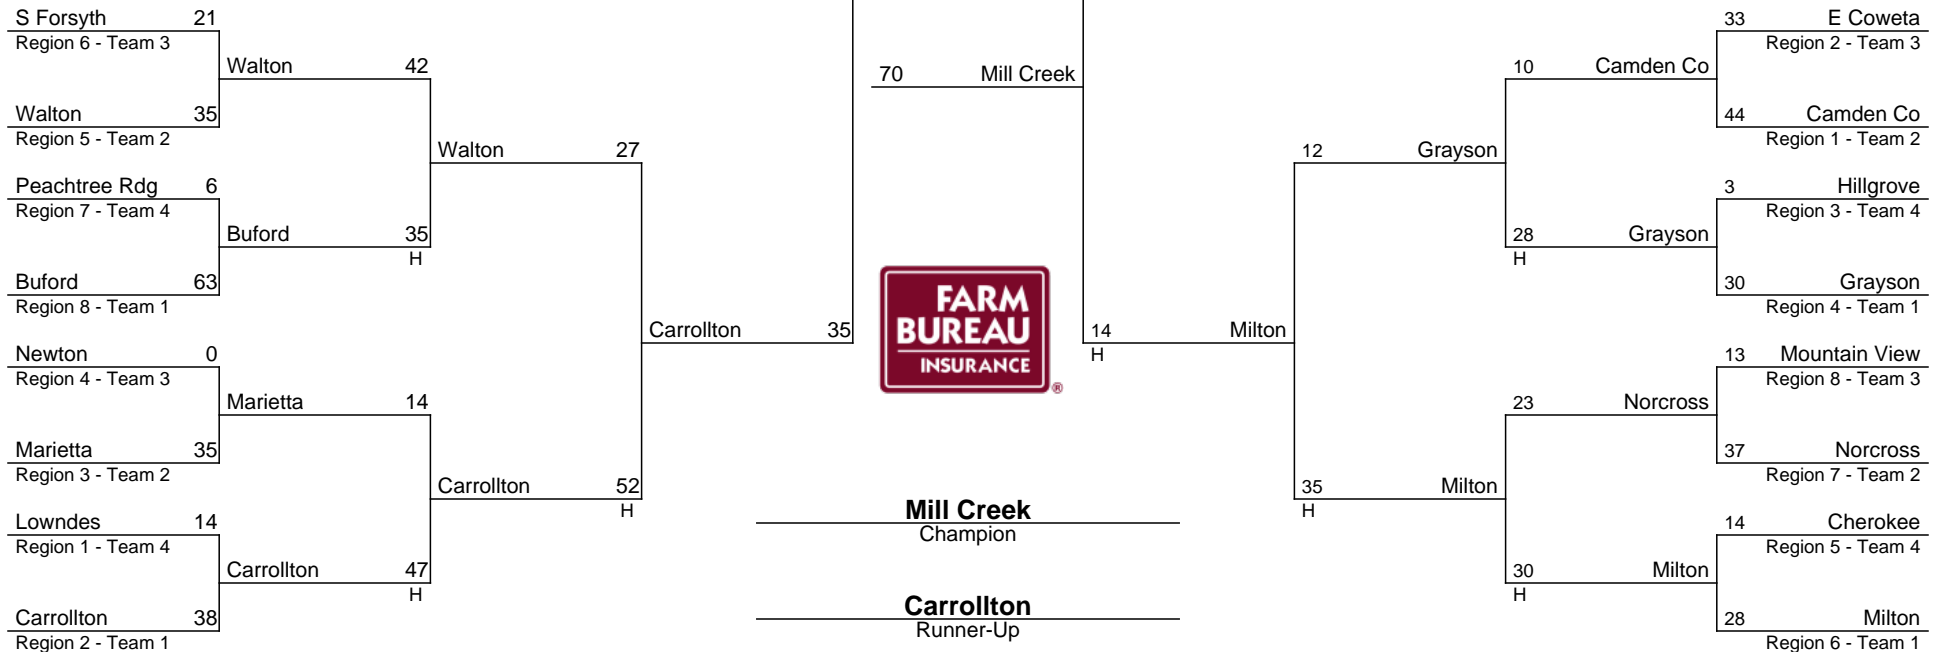 S Forsyth 21
Region 6 - Team 3
Walton 42
Walton 35
Region 5 - Team 2
Walton 27
Peachtree Rdg 6
Region 7 - Team 4
Buford 35
H
Buford 63
Region 8 - Team 1
Carrollton 35
Newton 0
Region 4 - Team 3
Marietta 14
Marietta 35
Region 3 - Team 2
Carrollton 52
H
Lowndes 14
Region 1 - Team 4
Carrollton 47
H
Carrollton 38
Region 2 - Team 1
70 Mill Creek
FARM
BUREAU
INSURANCE
®
Mill Creek
Champion
Carrollton
Runner-Up
33 E Coweta
Region 2 - Team 3
10 Camden Co
44 Camden Co
Region 1 - Team 2
12 Grayson
3 Hillgrove
Region 3 - Team 4
28 Grayson
H
30 Grayson
Region 4 - Team 1
14 Milton
H
13 Mountain View
Region 8 - Team 3
23 Norcross
37 Norcross
Region 7 - Team 2
35 Milton
H
14 Cherokee
Region 5 - Team 4
30 Milton
H
28 Milton
Region 6 - Team 1